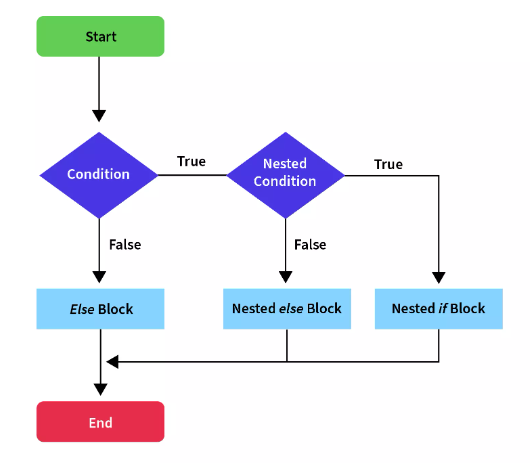 Start
Condition
True
Nested
Condition
True
False
False
Else Block
Nested else Block
Nested if Block
End